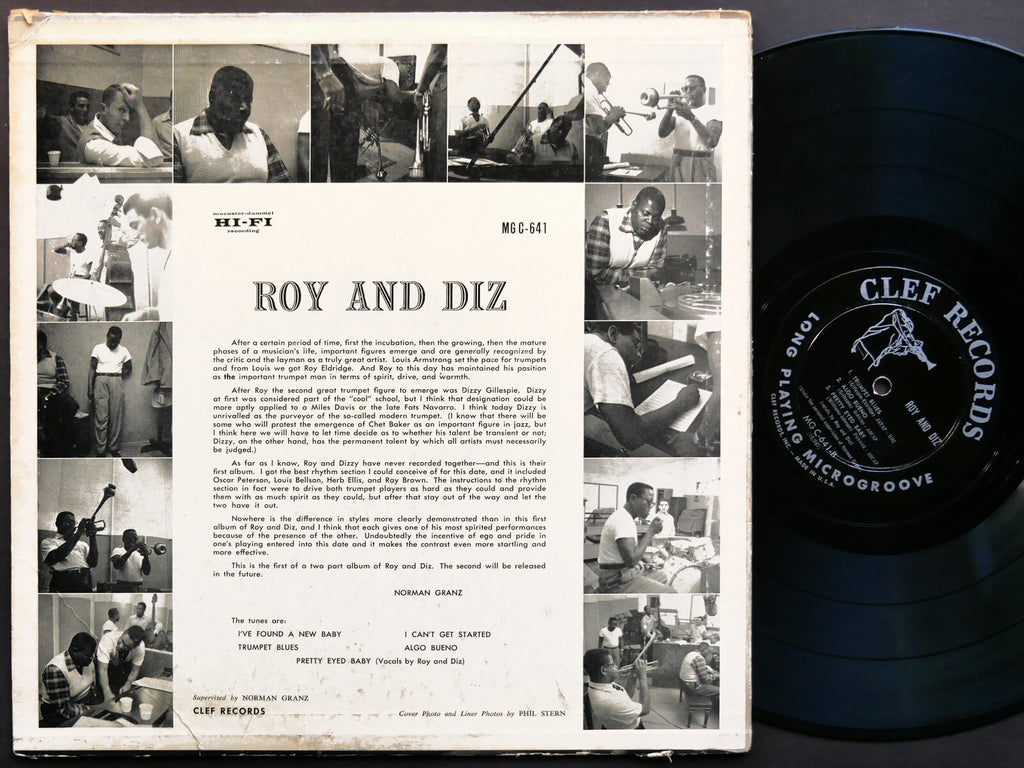 muenster-dummel
HI-FI
recording
MG C-641
ROY AND DIZ
After a certain period of time, first the incubation, then the growing, then the mature
phases of a musician's life, important figures emerge and are generally recognized by
the critic and the layman as a truly great artist. Louis Armstrong set the pace for trumpets
and from Louis we got Roy Eldridge. And Roy to this day has maintained his position
as the important trumpet man in terms of spirit, drive, and warmth.
After Roy the second great trumpet figure to emerge was Dizzy Gillespie. Dizzy
at first was considered part of the "cool" school, but I think that designation could be
more aptly applied to a Miles Davis or the late Fats Navarro. I think today Dizzy is
unrivalled as the purveyor of the so-called modern trumpet. (I know that there will be
some who will protest the emergence of Chet Baker as an important figure in jazz, but
I think here we will have to let time decide as to whether his talent be transient or not;
Dizzy, on the other hand, has the permanent talent by which all artists must necessarily
be judged.)
As far as I know, Roy and Dizzy have never recorded together—and this is their
first album. I got the best rhythm section I could conceive of for this date, and it included
Oscar Peterson, Louis Bellson, Herb Ellis, and Ray Brown. The instructions to the rhythm
section in fact were to drive both trumpet players as hard as they could and provide
them with as much spirit as they could, but after that stay out of the way and let the
two have it out.
Nowhere is the difference in styles more clearly demonstrated than in this first
album of Roy and Diz, and I think that each gives one of his most spirited performances
because of the presence of the other. Undoubtedly the incentive of ego and pride in
one's playing entered into this date and it makes the contrast even more startling and
more effective.
This is the first of a two part album of Roy and Diz. The second will be released
in the future.
NORMAN GRANZ
The tunes are:
I'VE FOUND A NEW BABY
I CAN'T GET STARTED
TRUMPET BLUES
ALGO BUENO
PRETTY EYED BABY (Vocals by Roy and Diz)
Supervised by NORMAN GRANZ
CLEF RECORDS
Cover Photo and Liner Photos by PHIL STERN
CLEF RECORDS
LONG PLAYING MICROGROOVE
ROY AND DIZ
1. TRUMPET BLUES
2. ALGO BUENO
PRETTY EYED BABY
MG C-641-B
CLEF RECORDS, INC. — MADE IN U.S.A.